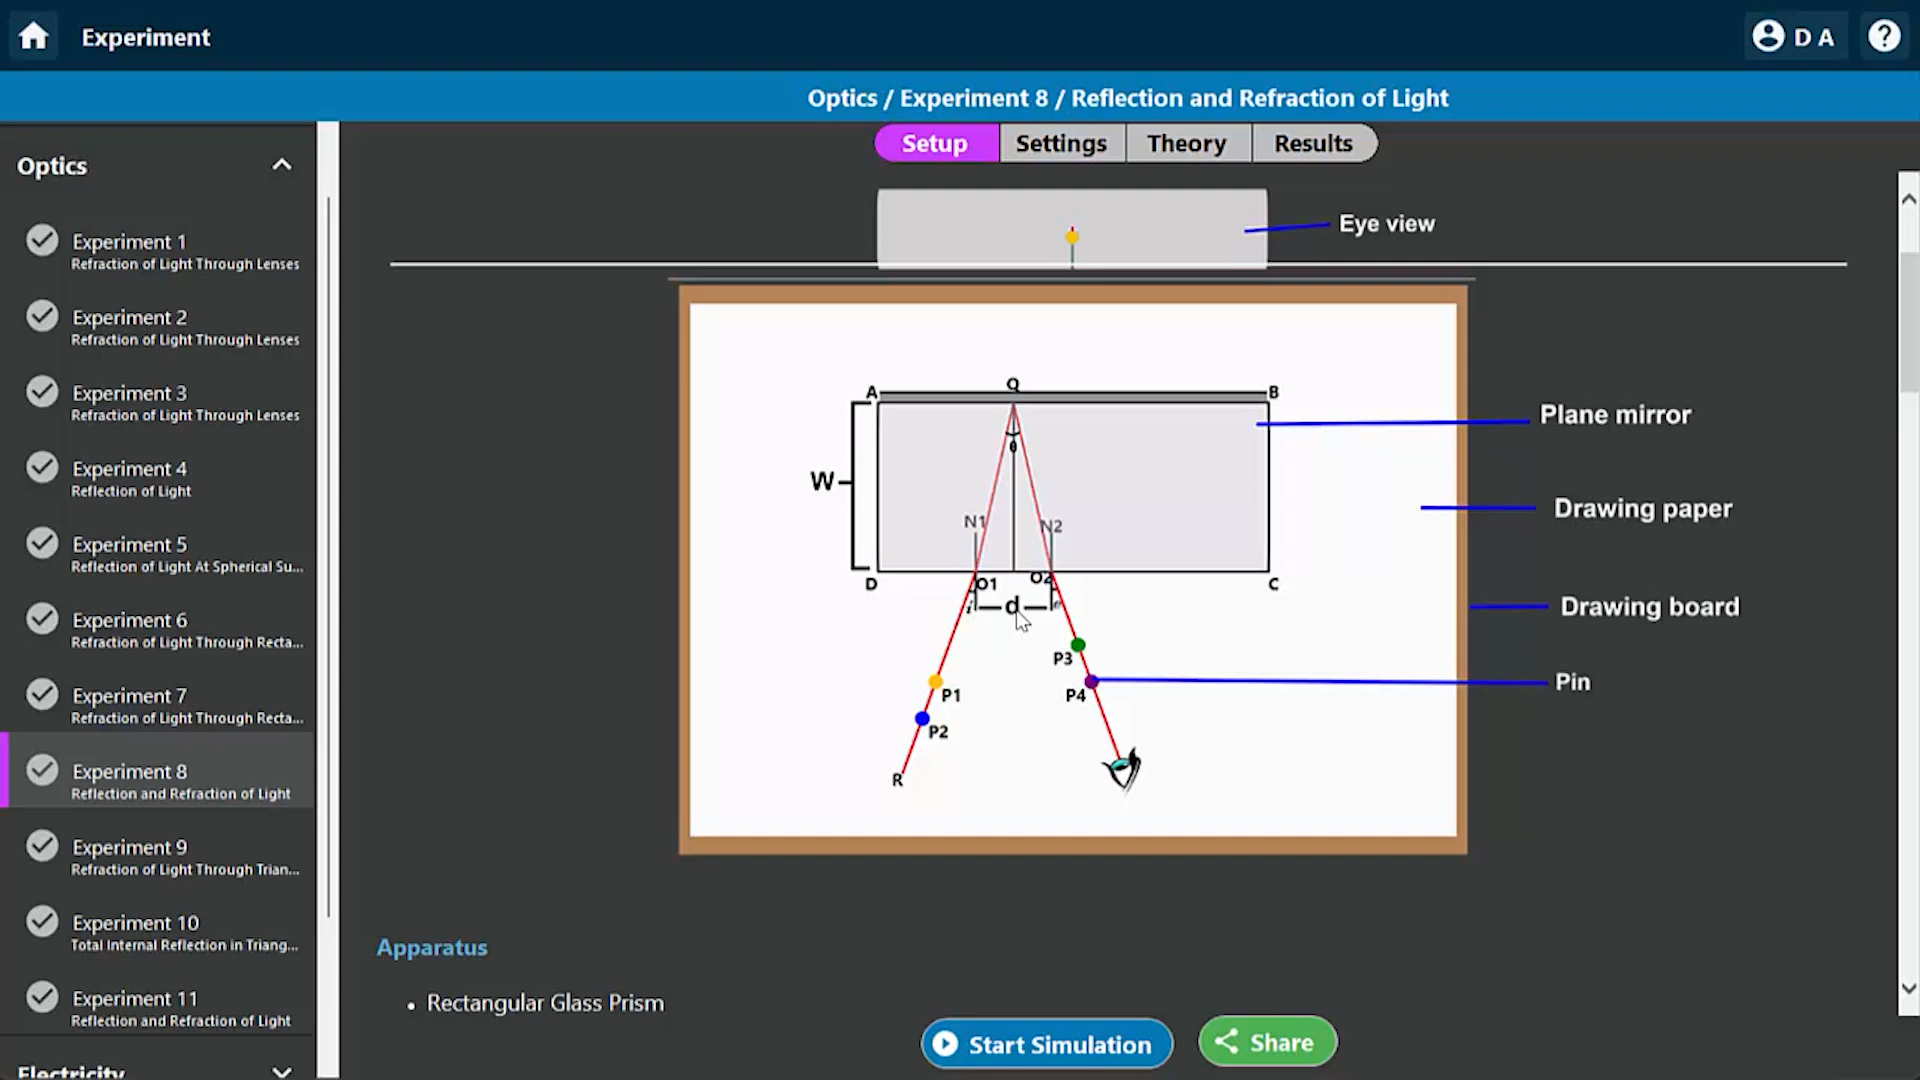 Experiment
D A
Optics / Experiment 8 / Reflection and Refraction of Light
Setup
Settings
Theory
Results
Optics
Experiment 1
Refraction of Light Through Lenses
Experiment 2
Refraction of Light Through Lenses
Experiment 3
Refraction of Light Through Lenses
Experiment 4
Reflection of Light
Experiment 5
Reflection of Light At Spherical Su...
Experiment 6
Refraction of Light Through Recta...
Experiment 7
Refraction of Light Through Recta...
Experiment 8
Reflection and Refraction of Light
Experiment 9
Refraction of Light Through Trian...
Experiment 10
Total Internal Reflection in Triang...
Experiment 11
Reflection and Refraction of Light
Electricity
Eye view
A
Q
B
Plane mirror
θ
W
Drawing paper
N1
N2
D
O1
O2
C
i
d
e
Drawing board
P3
P1
P4
Pin
P2
R
Apparatus
• Rectangular Glass Prism
Start Simulation
Share